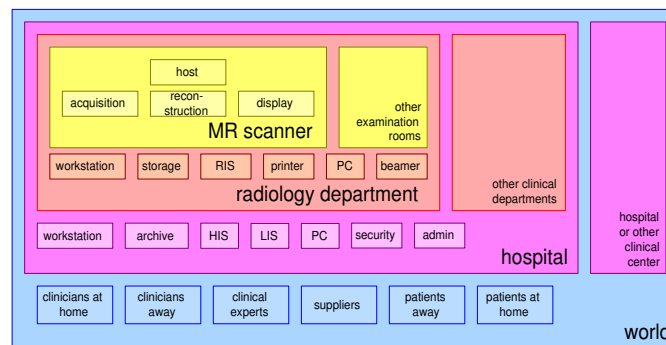 host
acquisition
recon-
struction
display
MR scanner
other
examination
rooms
workstation
storage
RIS
printer
PC
beamer
radiology department
other clinical
departments
workstation
archive
HIS
LIS
PC
security
admin
hospital
hospital
or other
clinical
center
clinicians at
home
clinicians
away
clinical
experts
suppliers
patients
away
patients at
home
world